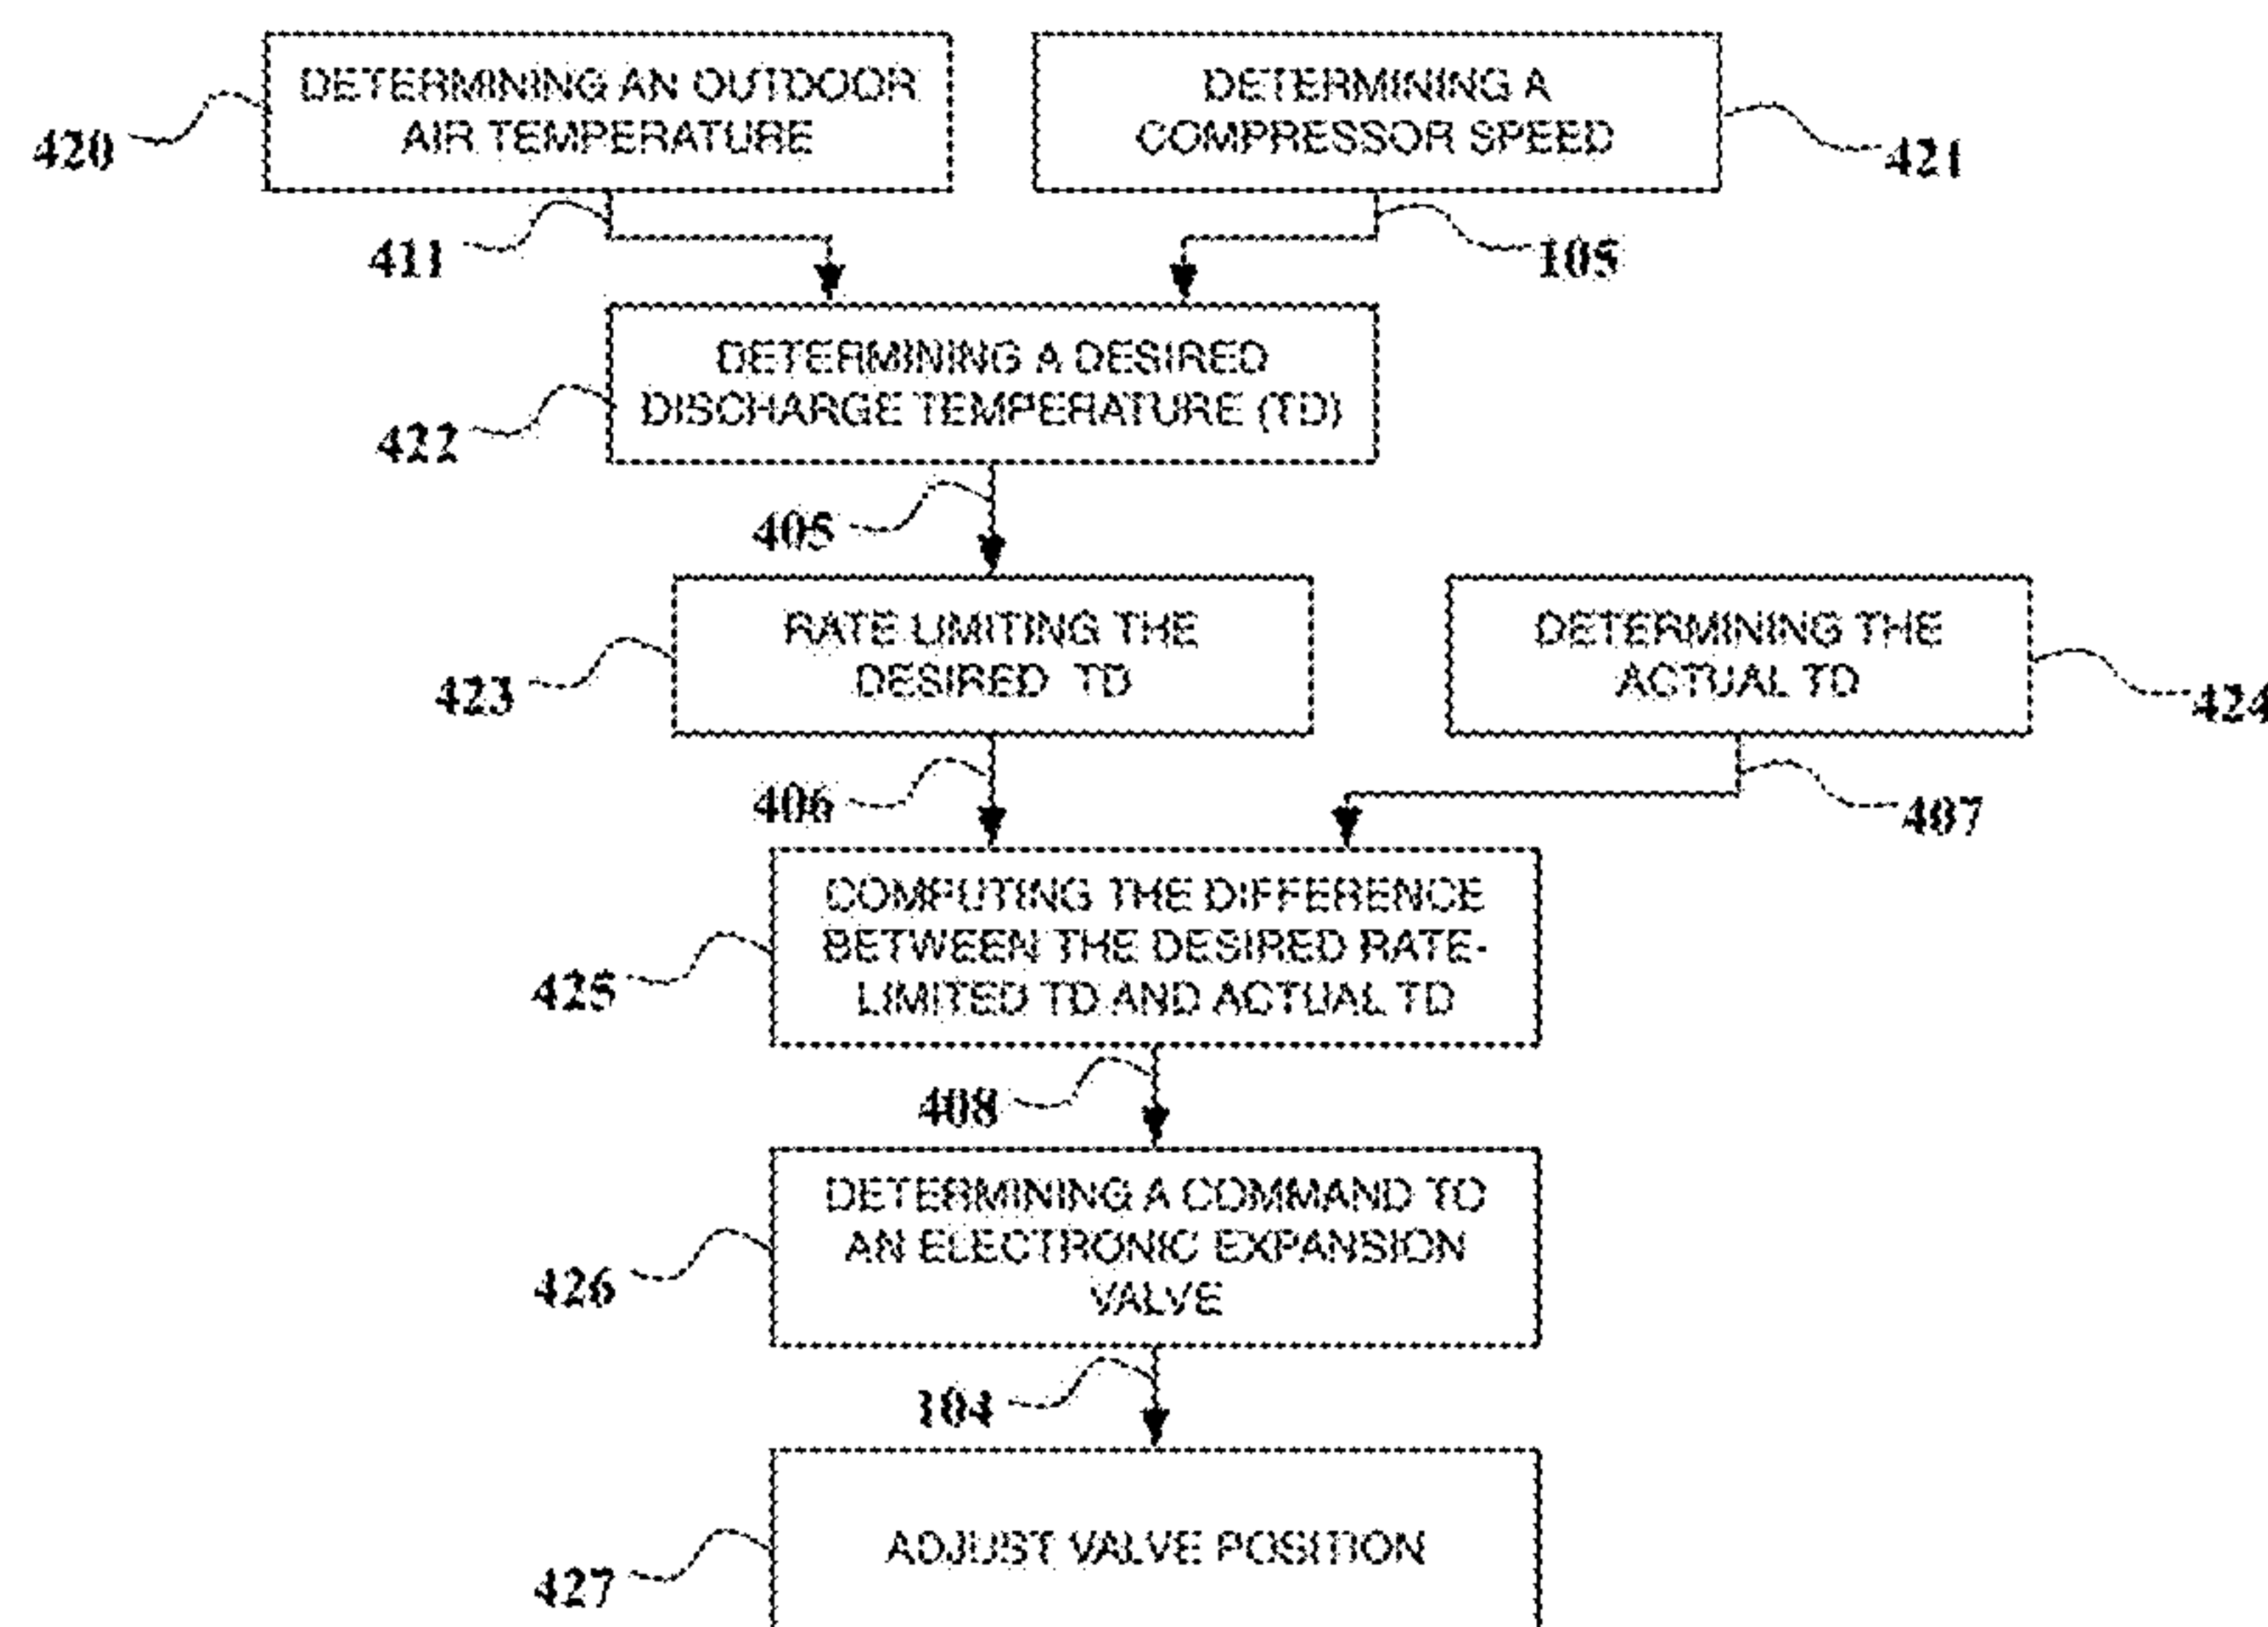 DETERMINING AN OUTDOOR
AIR TEMPERATURE
420
DETERMINING A
COMPRESSOR SPEED
421
411
105
DETERMINING A DESIRED
DISCHARGE TEMPERATURE (TD)
422
405
RATE LIMITING THE
DESIRED TD
423
DETERMINING THE
ACTUAL TD
424
406
407
COMPUTING THE DIFFERENCE
BETWEEN THE DESIRED RATE-
LIMITED TD AND ACTUAL TD
425
408
DETERMINING A COMMAND TO
AN ELECTRONIC EXPANSION
VALVE
426
104
ADJUST VALVE POSITION
427